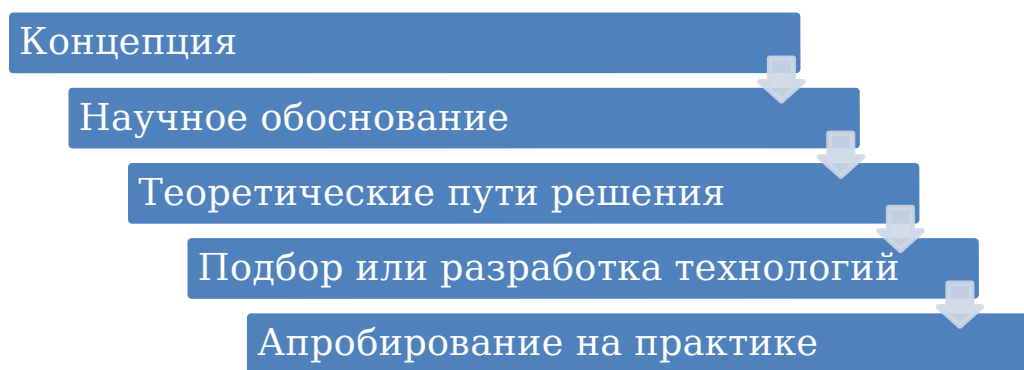 Концепция
Научное обоснование
Теоретические пути решения
Подбор или разработка технологий
Апробирование на практике